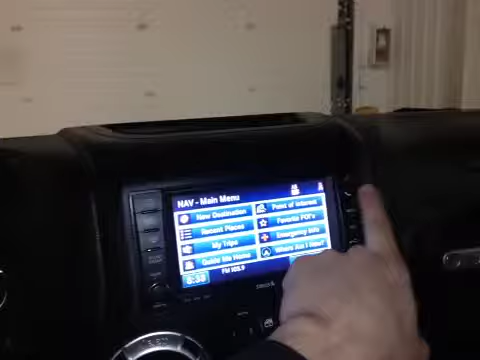 NAV - Main Menu
New Destination
Point of Interest
Recent Places
Favorite POI's
My Trips
Emergency Info
Guide Me Home
Where Am I Now?
FM 105.9